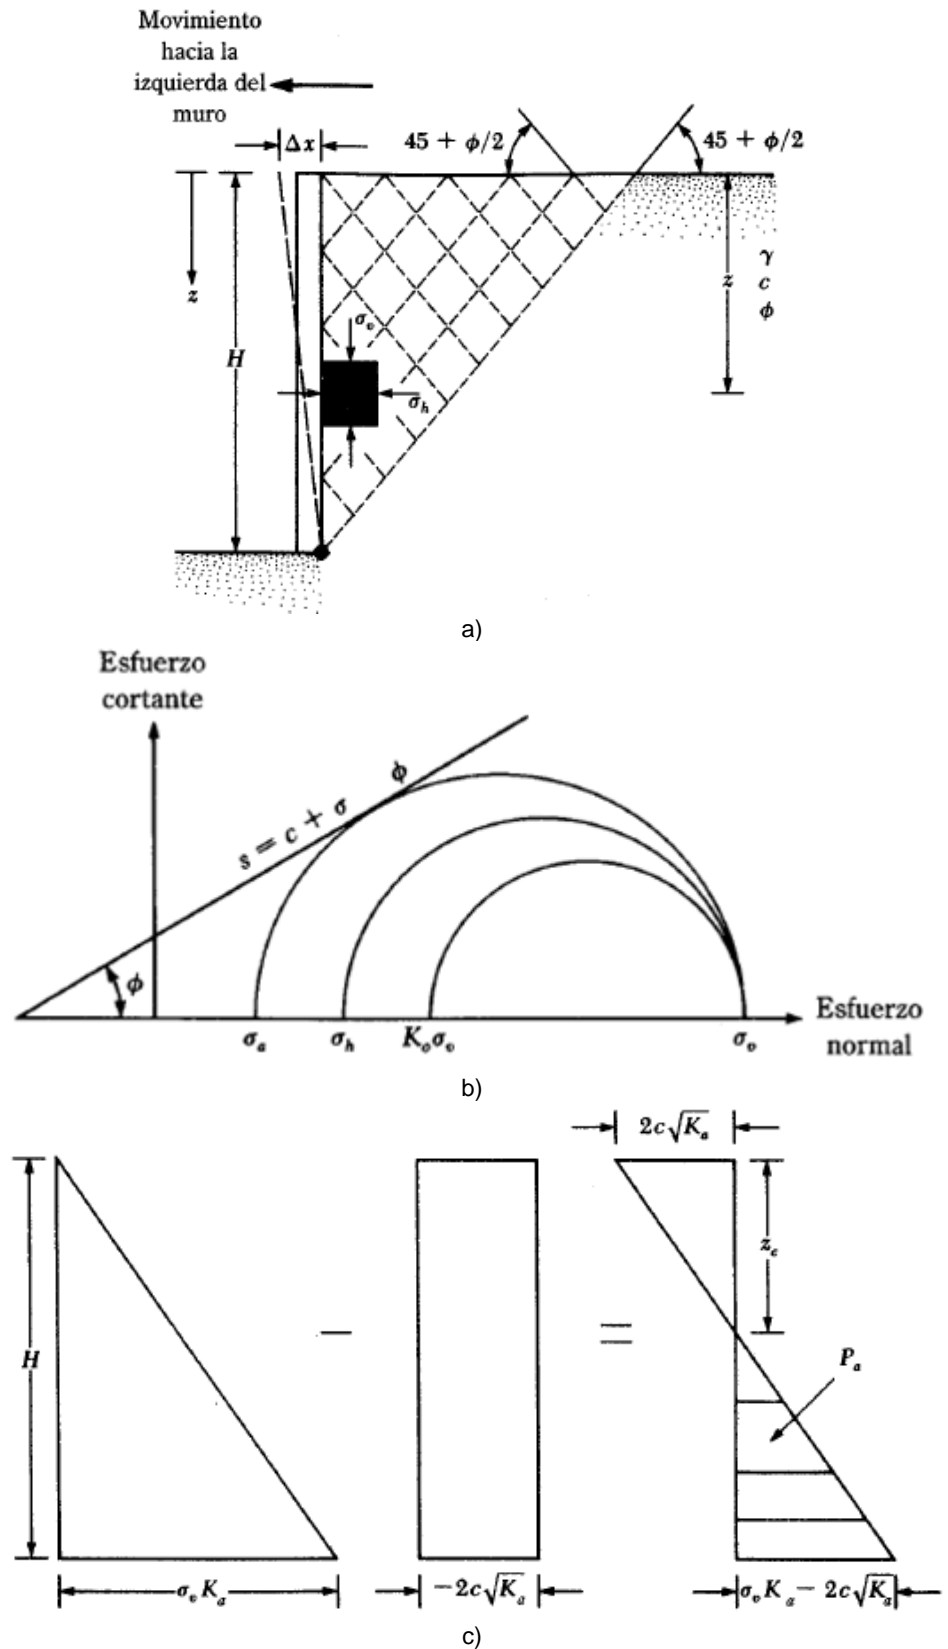 Movimiento
hacia la
izquierda del
muro
Δx
45 + ϕ/2
45 + ϕ/2
z
H
σᵥ
σₕ
z
γ
c
ϕ
a)
Esfuerzo
cortante
s = c + σ
ϕ
ϕ
σₐ
σₕ
Kₒσᵥ
σᵥ
Esfuerzo
normal
b)
2c√Kₐ
z꜀
H
−
=
Pₐ
σᵥKₐ
−2c√Kₐ
σᵥKₐ − 2c√Kₐ
c)